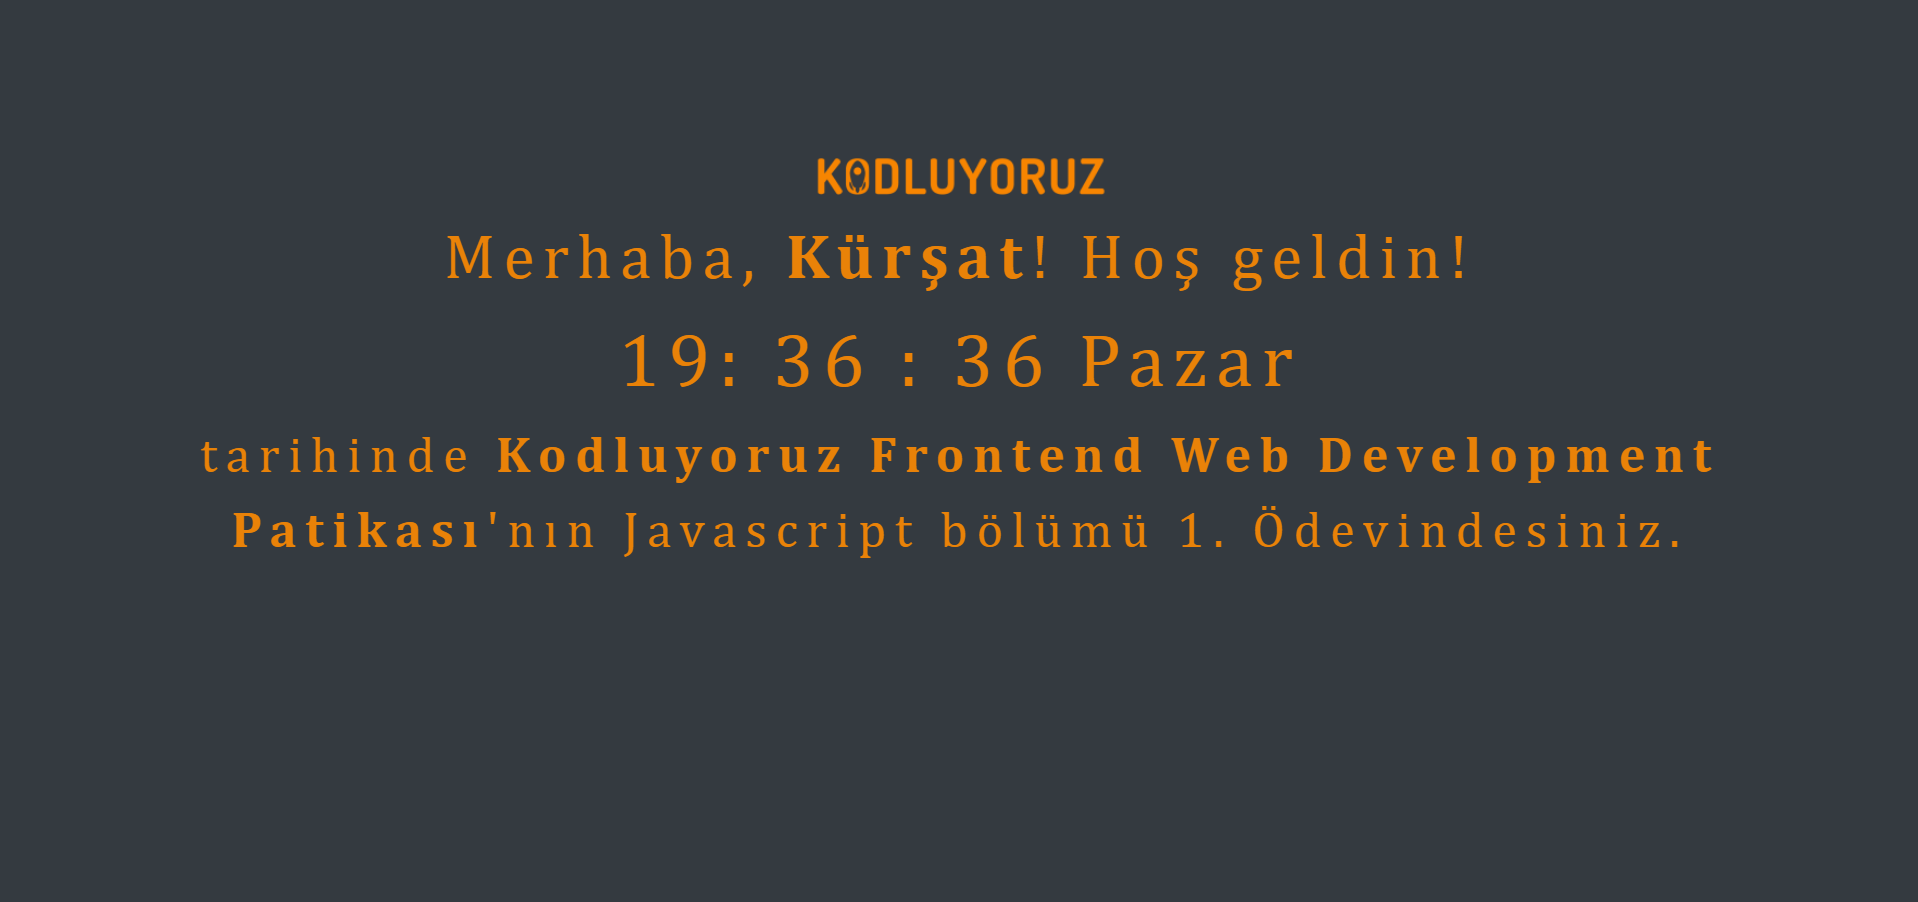 KODLUYORUZ
Merhaba, Kürşat! Hoş geldin!
19: 36 : 36 Pazar
tarihinde Kodluyoruz Frontend Web Development
Patikası'nın Javascript bölümü 1. Ödevindesiniz.